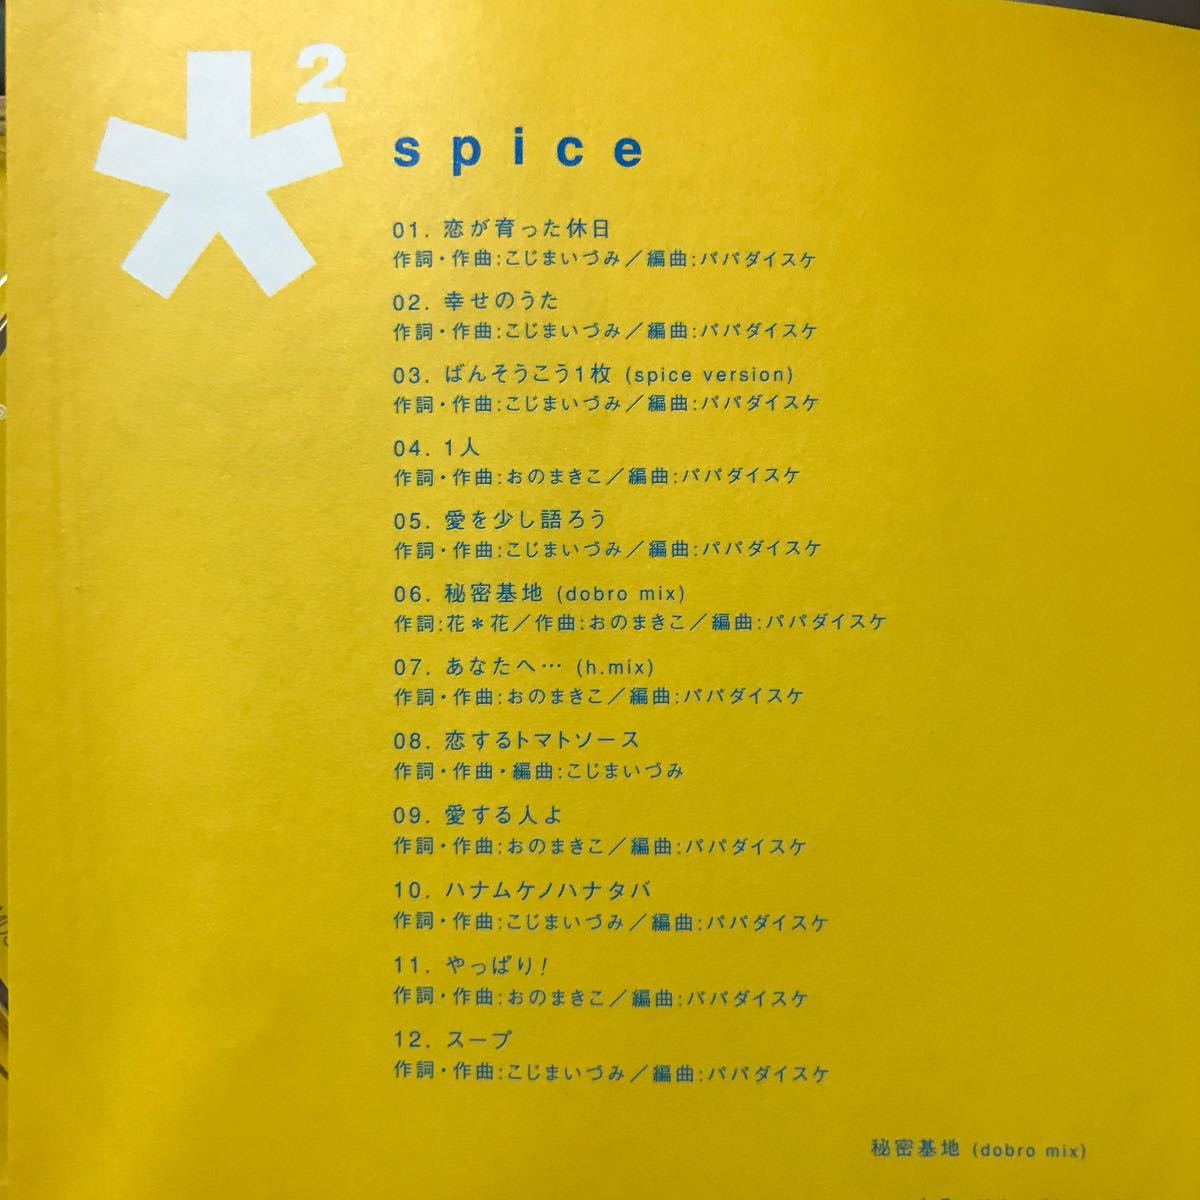 2
spice
01. 恋が育った休日
作詞・作曲:こじまいづみ／編曲:パパダイスケ
02. 幸せのうた
作詞・作曲:こじまいづみ／編曲:パパダイスケ
03. ばんそうこう1枚 (spice version)
作詞・作曲:こじまいづみ／編曲:パパダイスケ
04. 1人
作詞・作曲:おのまきこ／編曲:パパダイスケ
05. 愛を少し語ろう
作詞・作曲:こじまいづみ／編曲:パパダイスケ
06. 秘密基地 (dobro mix)
作詞:花＊花／作曲:おのまきこ／編曲:パパダイスケ
07. あなたへ… (h.mix)
作詞・作曲:おのまきこ／編曲:パパダイスケ
08. 恋するトマトソース
作詞・作曲・編曲:こじまいづみ
09. 愛する人よ
作詞・作曲:おのまきこ／編曲:パパダイスケ
10. ハナムケノハナタバ
作詞・作曲:こじまいづみ／編曲:パパダイスケ
11. やっぱり!
作詞・作曲:おのまきこ／編曲:パパダイスケ
12. スープ
作詞・作曲:こじまいづみ／編曲:パパダイスケ
秘密基地 (dobro mix)